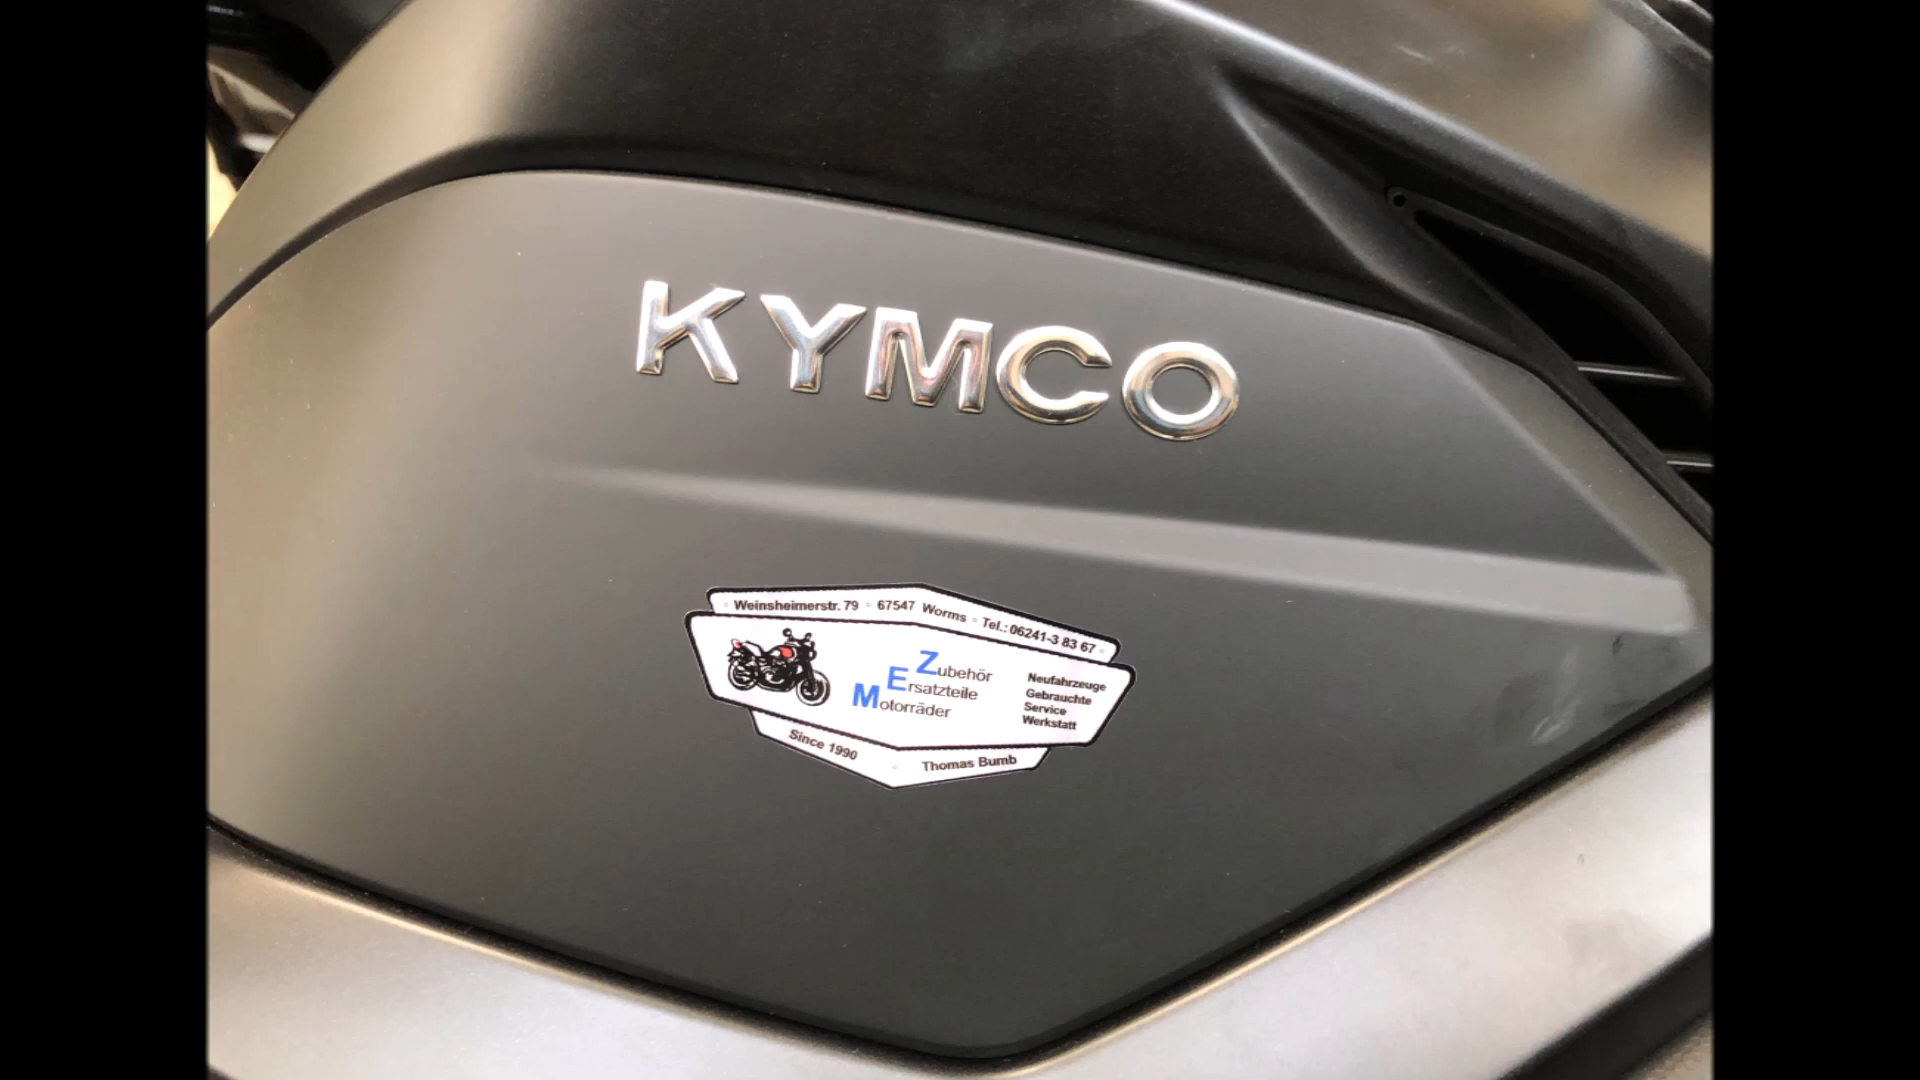 KYMCO
Weinsheimerstr. 79 ◦ 67547 Worms ◦ Tel.: 06241-3 83 67
Zubehör
Ersatzteile
Motorräder
Neufahrzeuge
Gebrauchte
Service
Werkstatt
Since 1990
Thomas Bumb